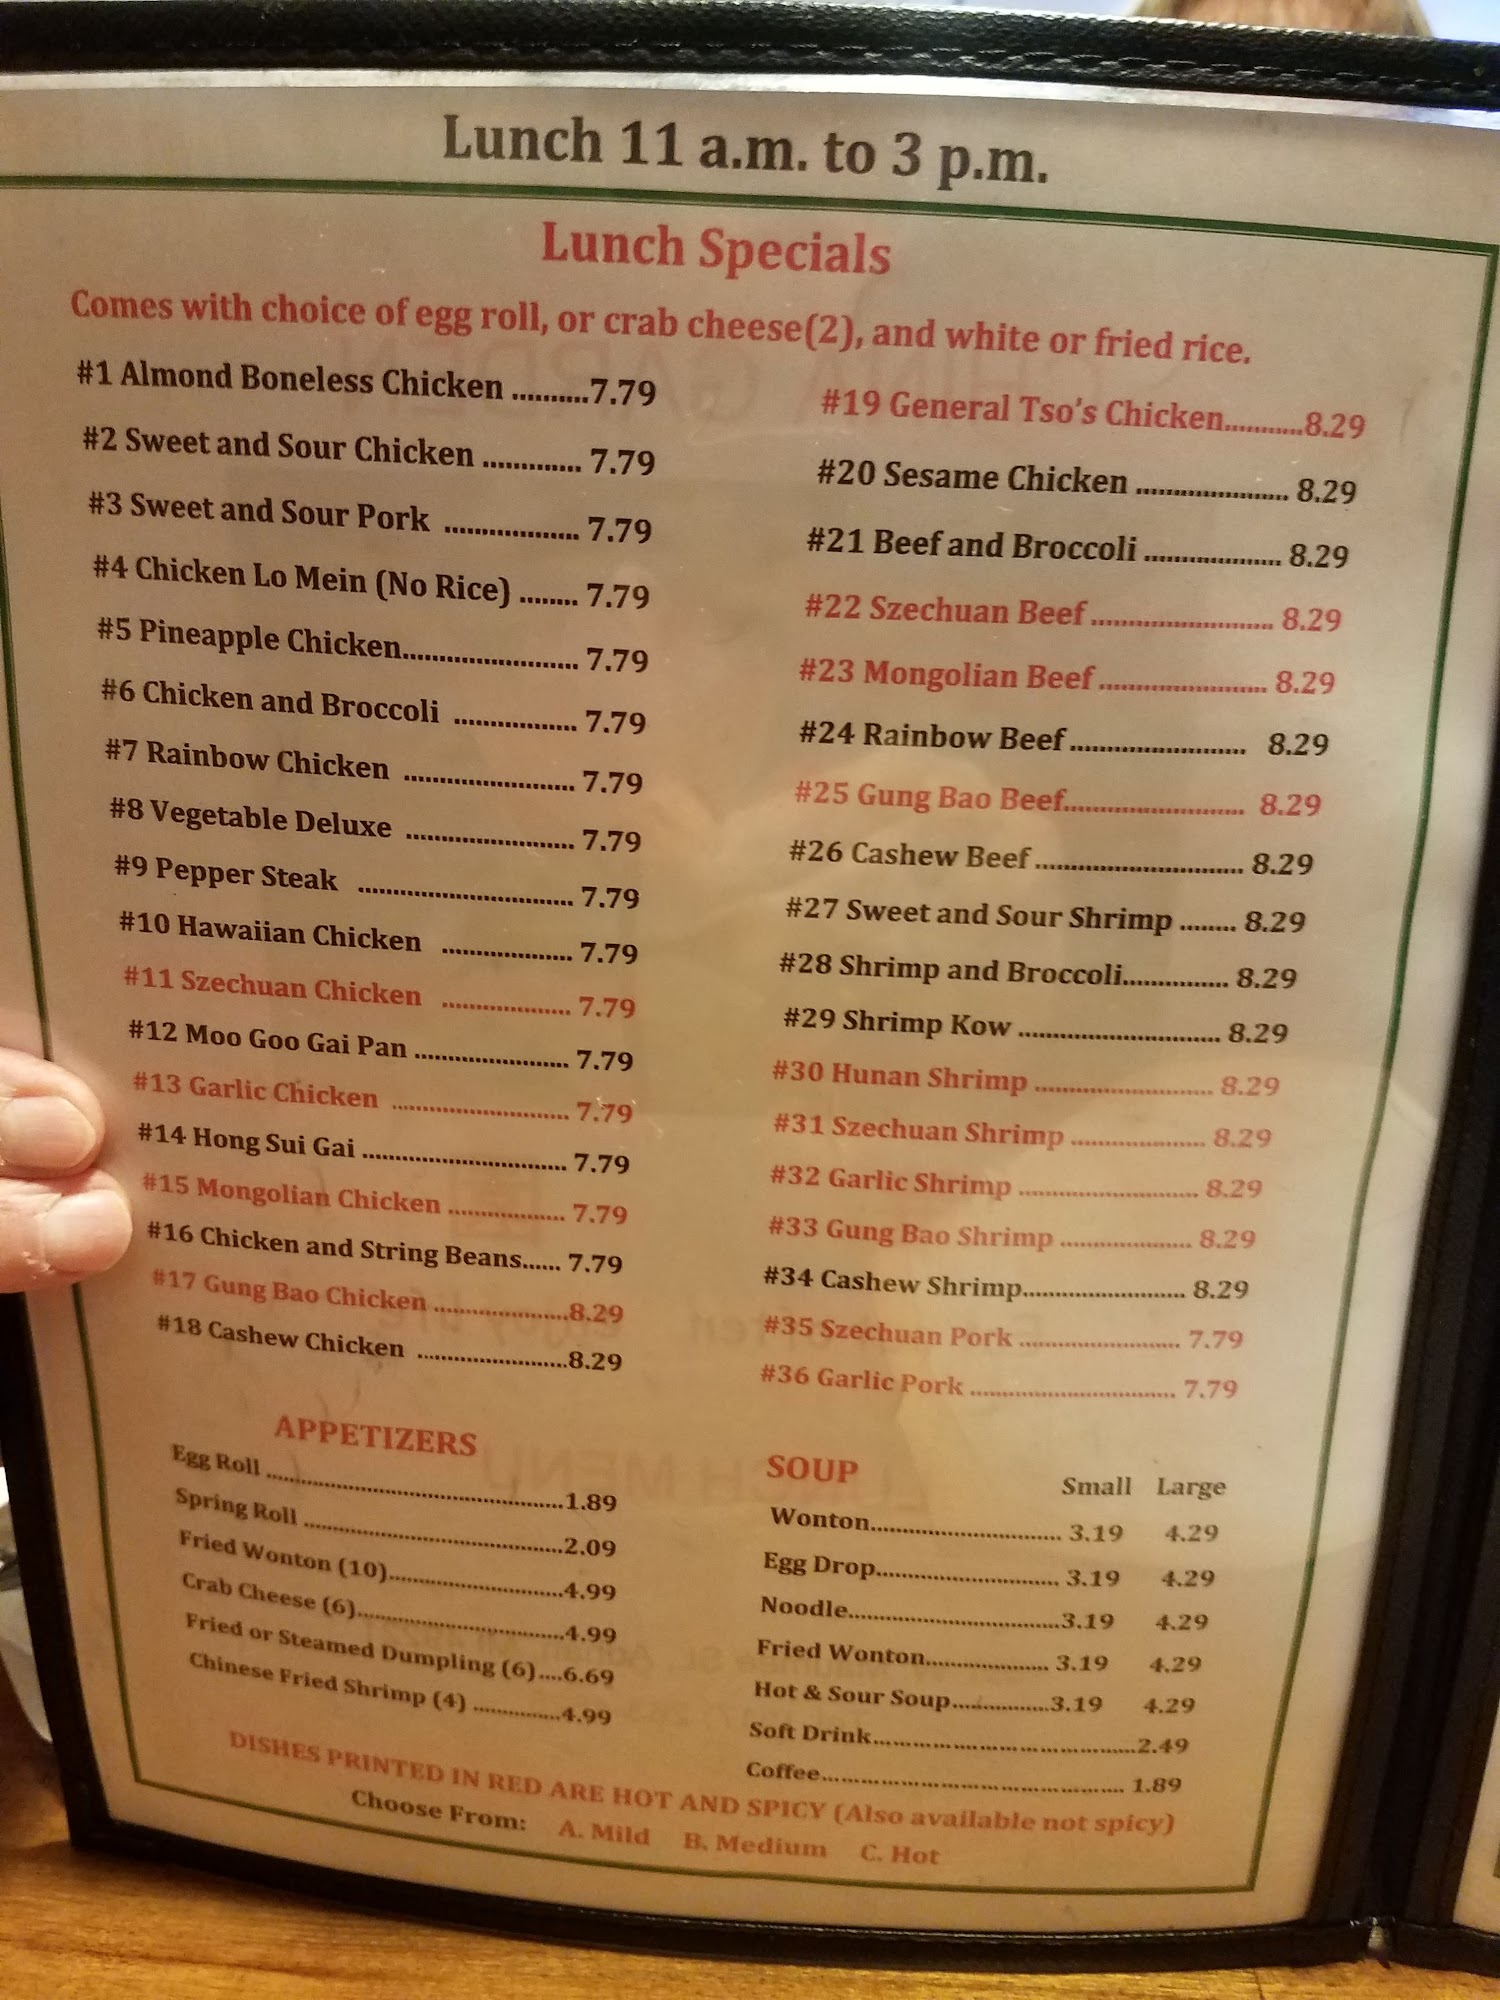 Lunch 11 a.m. to 3 p.m.
Lunch Specials
Comes with choice of egg roll, or crab cheese(2), and white or fried rice.
#1 Almond Boneless Chicken ..........7.79
#2 Sweet and Sour Chicken ............. 7.79
#3 Sweet and Sour Pork .................. 7.79
#4 Chicken Lo Mein (No Rice) ........ 7.79
#5 Pineapple Chicken........................ 7.79
#6 Chicken and Broccoli ................ 7.79
#7 Rainbow Chicken ....................... 7.79
#8 Vegetable Deluxe ....................... 7.79
#9 Pepper Steak .............................. 7.79
#10 Hawaiian Chicken .................. 7.79
#11 Szechuan Chicken .................. 7.79
#12 Moo Goo Gai Pan ...................... 7.79
#13 Garlic Chicken ......................... 7.79
#14 Hong Sui Gai .............................. 7.79
#15 Mongolian Chicken ................. 7.79
#16 Chicken and String Beans...... 7.79
#17 Gung Bao Chicken ....................8.29
#18 Cashew Chicken .......................8.29
#19 General Tso's Chicken...........8.29
#20 Sesame Chicken ...................... 8.29
#21 Beef and Broccoli .................... 8.29
#22 Szechuan Beef .......................... 8.29
#23 Mongolian Beef ........................ 8.29
#24 Rainbow Beef .......................... 8.29
#25 Gung Bao Beef.......................... 8.29
#26 Cashew Beef .............................. 8.29
#27 Sweet and Sour Shrimp ........ 8.29
#28 Shrimp and Broccoli................ 8.29
#29 Shrimp Kow .............................. 8.29
#30 Hunan Shrimp ........................... 8.29
#31 Szechuan Shrimp ..................... 8.29
#32 Garlic Shrimp ............................ 8.29
#33 Gung Bao Shrimp ..................... 8.29
#34 Cashew Shrimp.......................... 8.29
#35 Szechuan Pork .......................... 7.79
#36 Garlic Pork ................................. 7.79
APPETIZERS
Egg Roll ................................................1.89
Spring Roll ..........................................2.09
Fried Wonton (10)............................4.99
Crab Cheese (6).................................4.99
Fried or Steamed Dumpling (6)....6.69
Chinese Fried Shrimp (4) ..............4.99
SOUP Small Large
Wonton.............................. 3.19 4.29
Egg Drop............................. 3.19 4.29
Noodle.................................3.19 4.29
Fried Wonton.................... 3.19 4.29
Hot & Sour Soup................3.19 4.29
Soft Drink..........................................2.49
Coffee................................................ 1.89
DISHES PRINTED IN RED ARE HOT AND SPICY (Also available not spicy)
Choose From: A. Mild B. Medium C. Hot